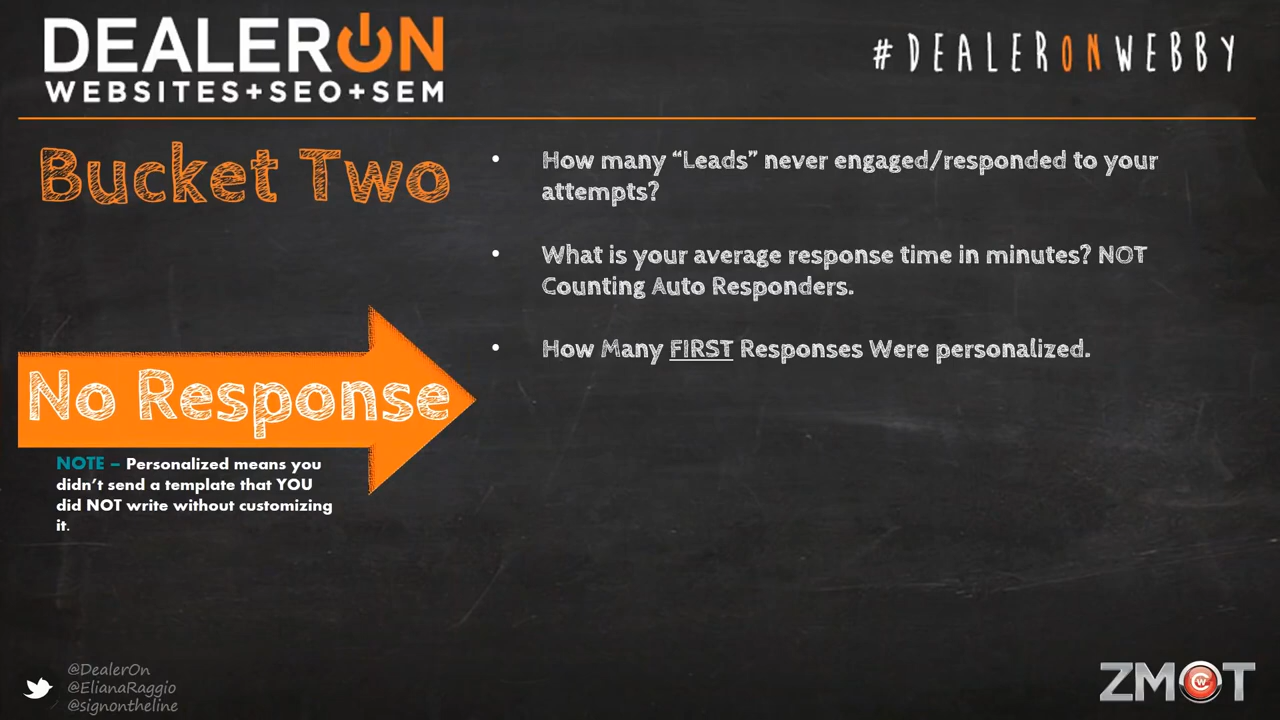 DEALERON
WEBSITES+SEO+SEM
#DEALERONWEBBY
Bucket Two
• How many “Leads” never engaged/responded to your
attempts?
• What is your average response time in minutes? NOT
Counting Auto Responders.
• How Many FIRST Responses Were personalized.
No Response
NOTE – Personalized means you
didn’t send a template that YOU
did NOT write without customizing
it.
@DealerOn
@ElianaRaggio
@signontheline
ZMOT